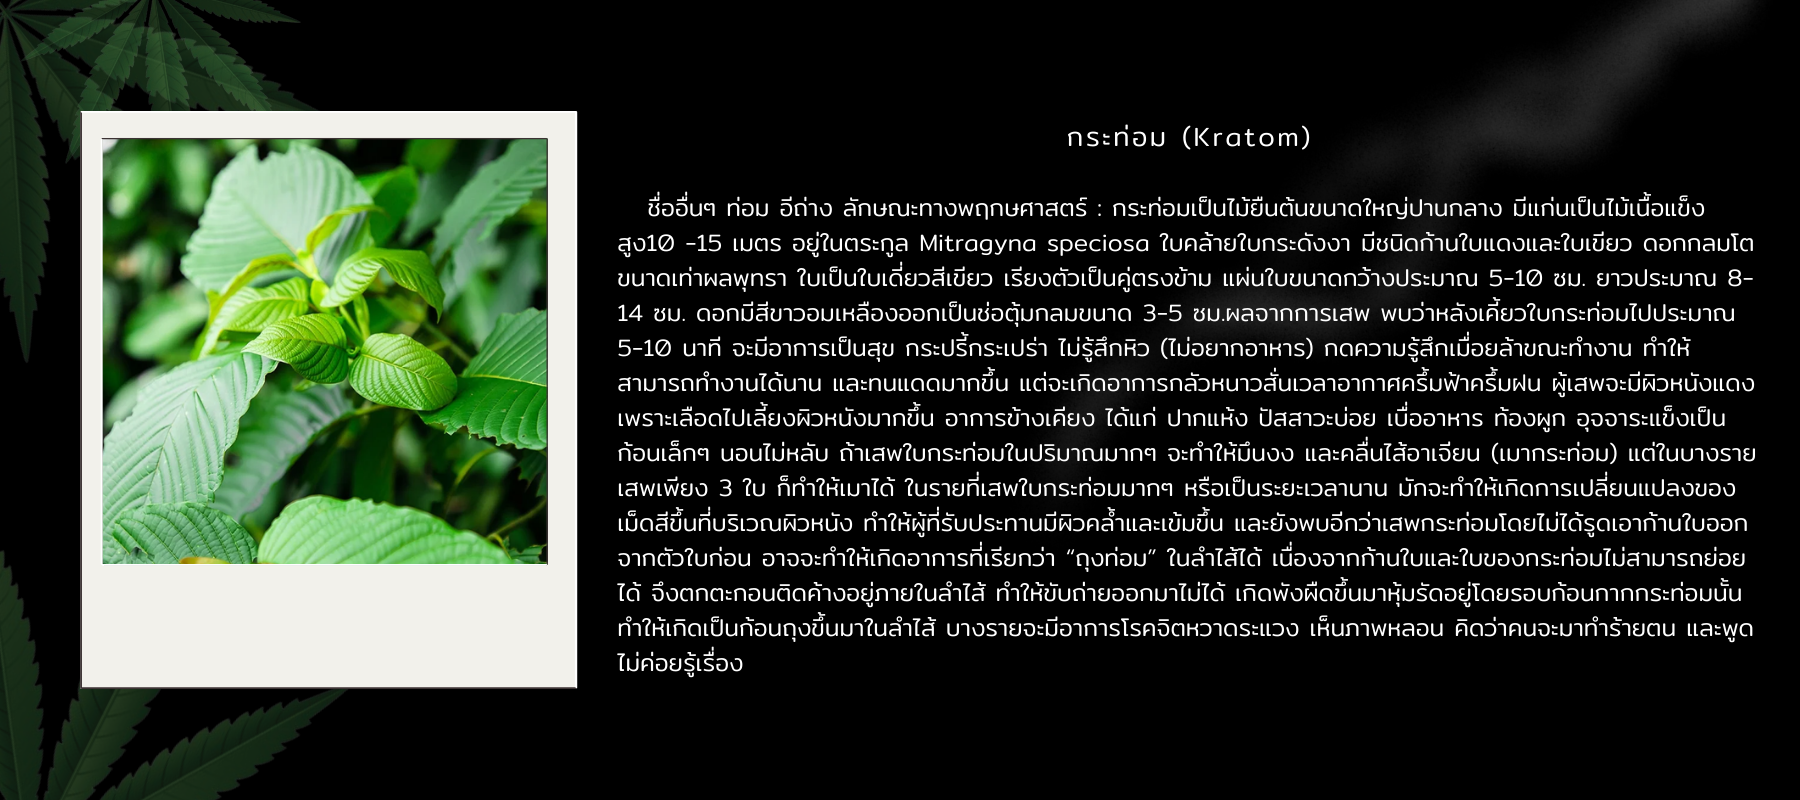 กระท่อม (Kratom)
ชื่ออื่นๆ ท่อม อีถ่าง ลักษณะทางพฤกษศาสตร์ : กระท่อมเป็นไม้ยืนต้นขนาดใหญ่ปานกลาง มีแก่นเป็นไม้เนื้อแข็ง
สูง10 -15 เมตร อยู่ในตระกูล Mitragyna speciosa ใบคล้ายใบกระดังงา มีชนิดก้านใบแดงและใบเขียว ดอกกลมโต
ขนาดเท่าผลพุทรา ใบเป็นใบเดี่ยวสีเขียว เรียงตัวเป็นคู่ตรงข้าม แผ่นใบขนาดกว้างประมาณ 5-10 ซม. ยาวประมาณ 8-
14 ซม. ดอกมีสีขาวอมเหลืองออกเป็นช่อตุ้มกลมขนาด 3-5 ซม.ผลจากการเสพ พบว่าหลังเคี้ยวใบกระท่อมไปประมาณ
5-10 นาที จะมีอาการเป็นสุข กระปรี้กระเปร่า ไม่รู้สึกหิว (ไม่อยากอาหาร) กดความรู้สึกเมื่อยล้าขณะทำงาน ทำให้
สามารถทำงานได้นาน และทนแดดมากขึ้น แต่จะเกิดอาการกลัวหนาวสั่นเวลาอากาศครึ้มฟ้าครึ้มฝน ผู้เสพจะมีผิวหนังแดง
เพราะเลือดไปเลี้ยงผิวหนังมากขึ้น อาการข้างเคียง ได้แก่ ปากแห้ง ปัสสาวะบ่อย เบื่ออาหาร ท้องผูก อุจจาระแข็งเป็น
ก้อนเล็กๆ นอนไม่หลับ ถ้าเสพใบกระท่อมในปริมาณมากๆ จะทำให้มึนงง และคลื่นไส้อาเจียน (เมากระท่อม) แต่ในบางราย
เสพเพียง 3 ใบ ก็ทำให้เมาได้ ในรายที่เสพใบกระท่อมมากๆ หรือเป็นระยะเวลานาน มักจะทำให้เกิดการเปลี่ยนแปลงของ
เม็ดสีขึ้นที่บริเวณผิวหนัง ทำให้ผู้ที่รับประทานมีผิวคล้ำและเข้มขึ้น และยังพบอีกว่าเสพกระท่อมโดยไม่ได้รูดเอาก้านใบออก
จากตัวใบก่อน อาจจะทำให้เกิดอาการที่เรียกว่า “ถุงท่อม” ในลำไส้ได้ เนื่องจากก้านใบและใบของกระท่อมไม่สามารถย่อย
ได้ จึงตกตะกอนติดค้างอยู่ภายในลำไส้ ทำให้ขับถ่ายออกมาไม่ได้ เกิดพังผืดขึ้นมาหุ้มรัดอยู่โดยรอบก้อนกากกระท่อมนั้น
ทำให้เกิดเป็นก้อนถุงขึ้นมาในลำไส้ บางรายจะมีอาการโรคจิตหวาดระแวง เห็นภาพหลอน คิดว่าคนจะมาทำร้ายตน และพูด
ไม่ค่อยรู้เรื่อง